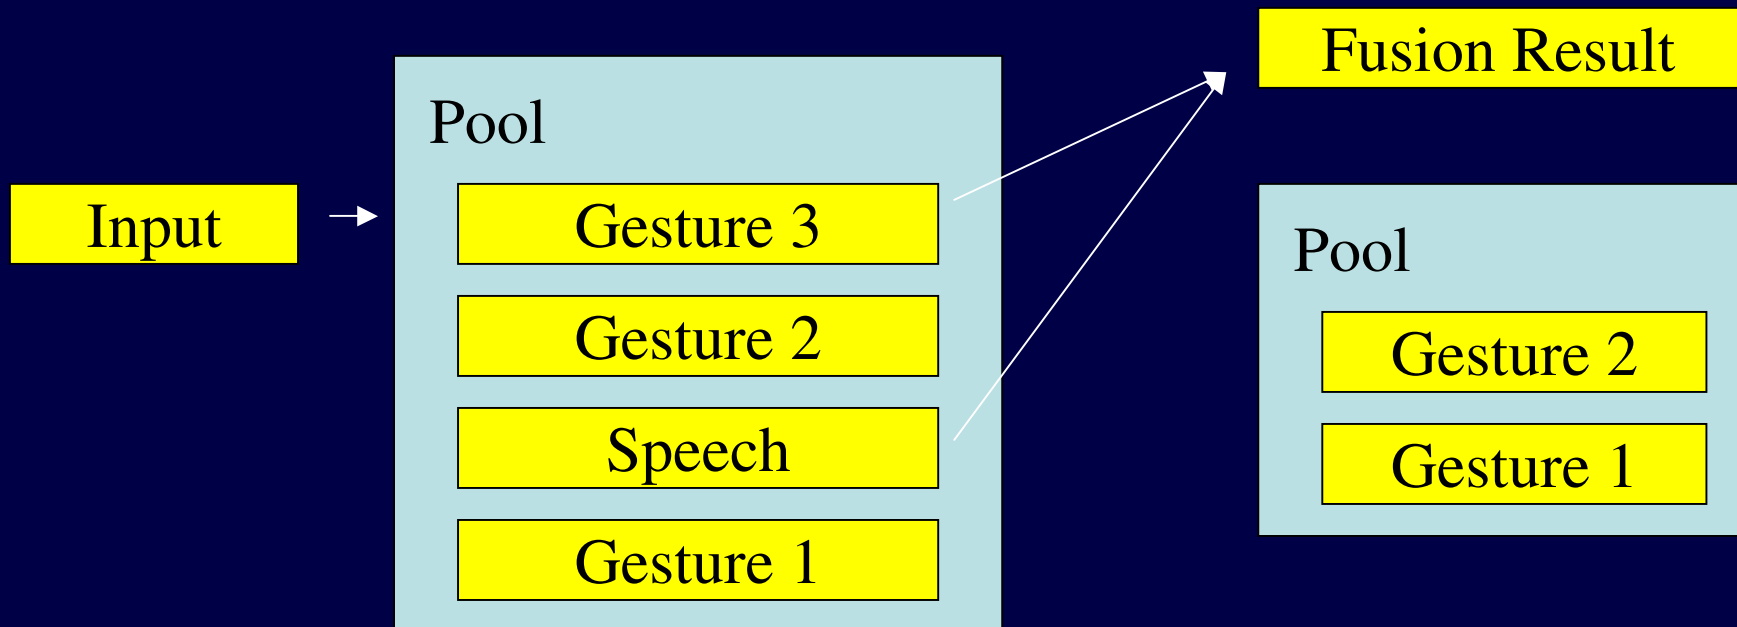 Input
Pool
Gesture 3
Gesture 2
Speech
Gesture 1
Fusion Result
Pool
Gesture 2
Gesture 1